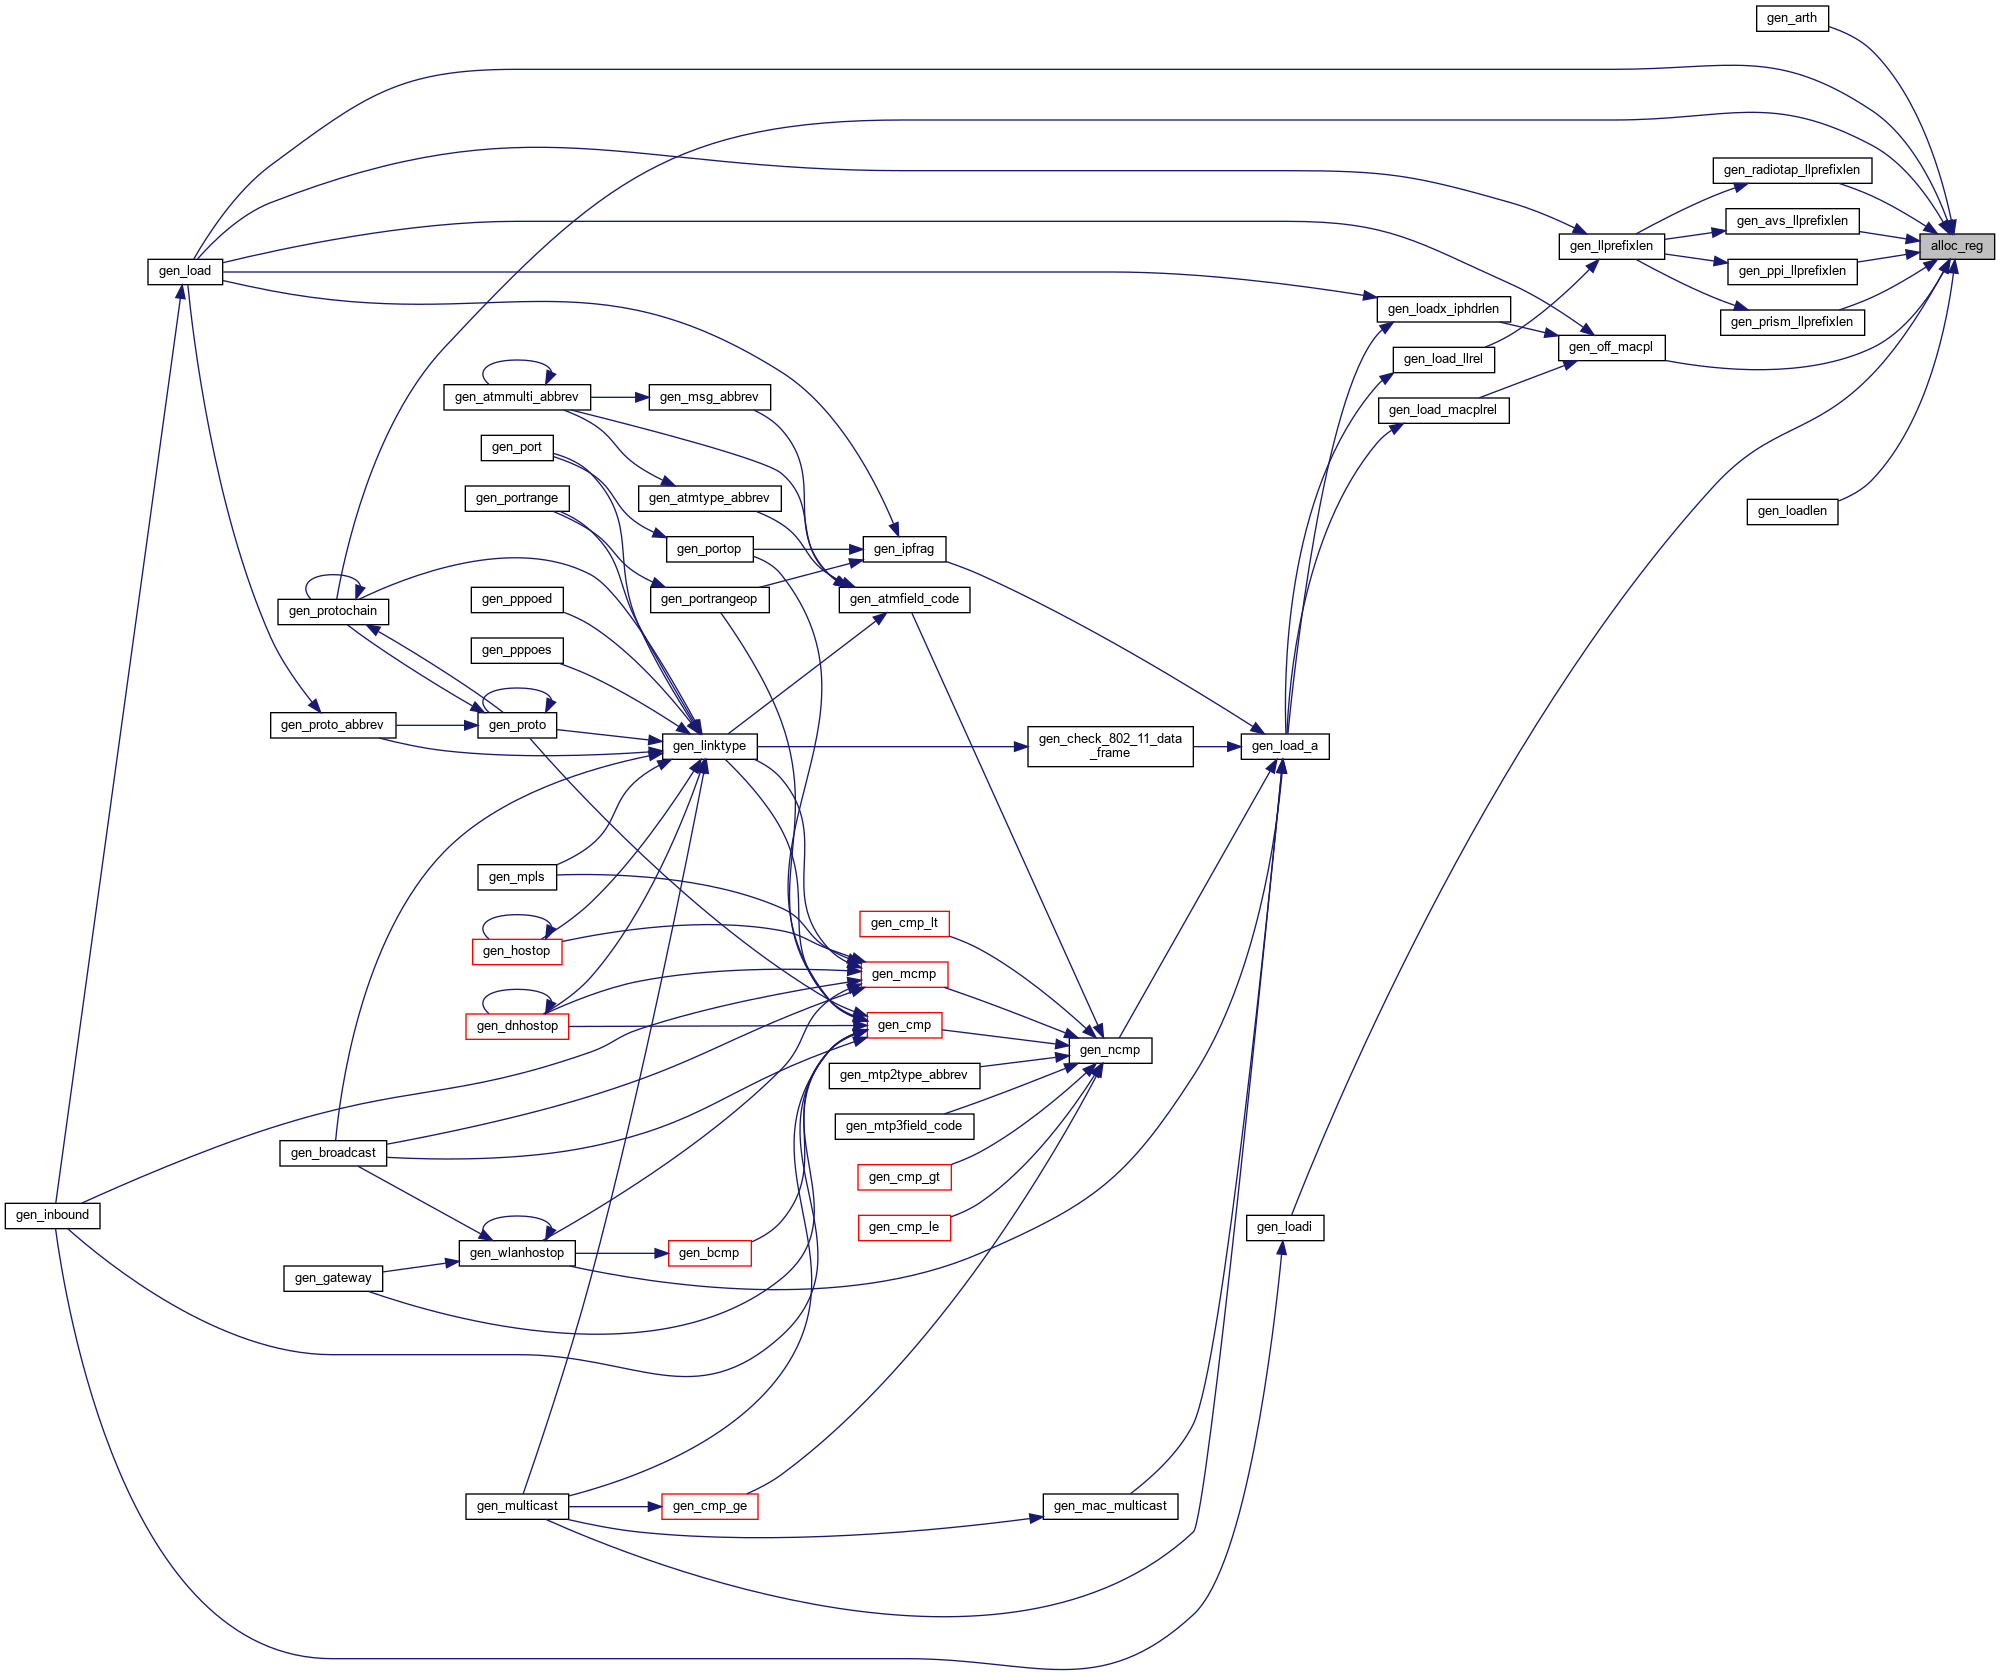 gen_arth
gen_radiotap_llprefixlen
gen_avs_llprefixlen
gen_llprefixlen
alloc_reg
gen_load
gen_ppi_llprefixlen
gen_loadx_iphdrlen
gen_prism_llprefixlen
gen_off_macpl
gen_load_llrel
gen_atmmulti_abbrev
gen_msg_abbrev
gen_load_macplrel
gen_port
gen_portrange
gen_atmtype_abbrev
gen_loadlen
gen_portop
gen_ipfrag
gen_protochain
gen_pppoed
gen_portrangeop
gen_atmfield_code
gen_pppoes
gen_proto_abbrev
gen_proto
gen_linktype
gen_check_802_11_data
_frame
gen_load_a
gen_mpls
gen_cmp_lt
gen_hostop
gen_mcmp
gen_dnhostop
gen_cmp
gen_ncmp
gen_mtp2type_abbrev
gen_mtp3field_code
gen_broadcast
gen_cmp_gt
gen_inbound
gen_cmp_le
gen_loadi
gen_wlanhostop
gen_bcmp
gen_gateway
gen_multicast
gen_cmp_ge
gen_mac_multicast